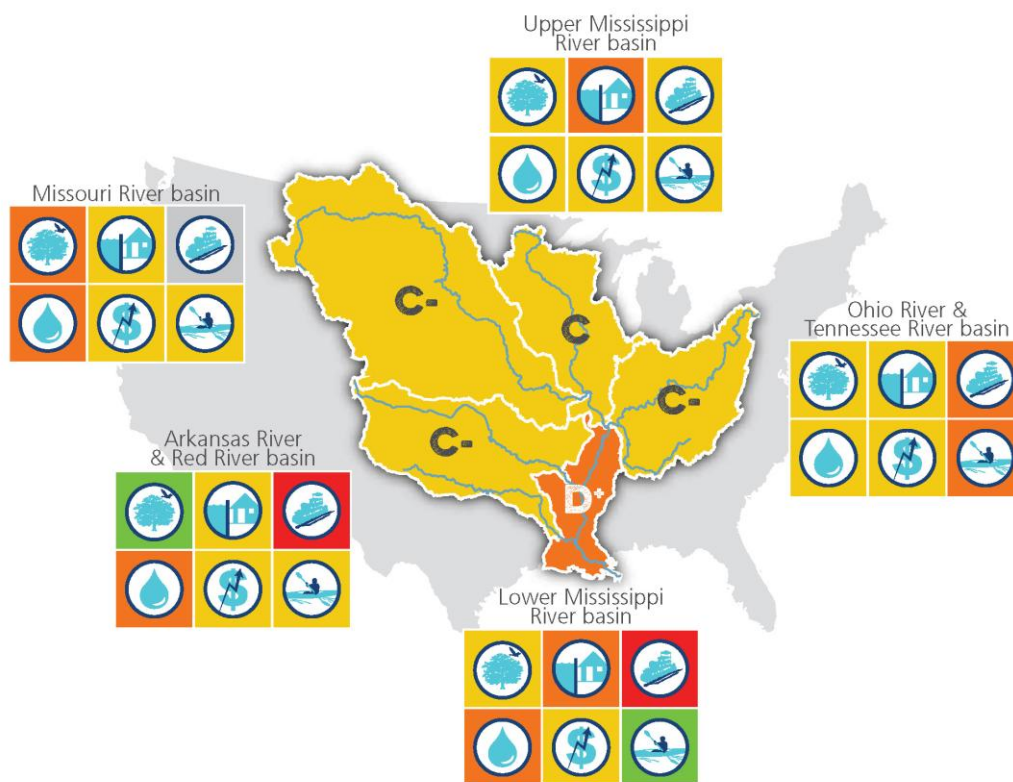 Upper Mississippi
River basin
Missouri River basin
Ohio River &
Tennessee River basin
C-
C
C-
Arkansas River
& Red River basin
C-
D+
Lower Mississippi
River basin